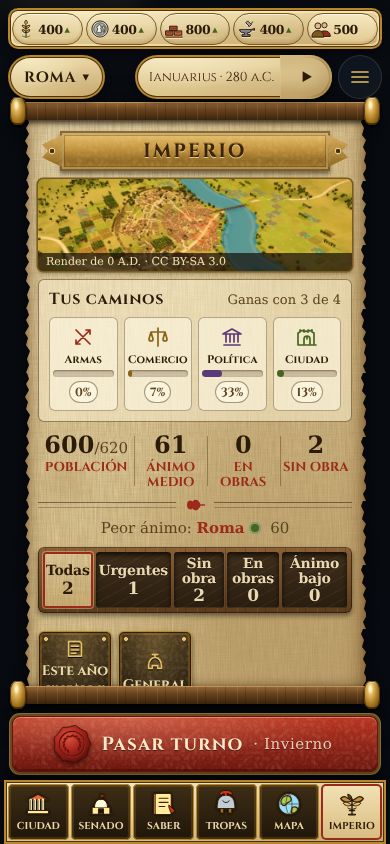 400▲ 400▲ 800▲ 400▲ 500
ROMA ▼
Ianuarius · 280 a.C.
IMPERIO
Render de 0 A.D. · CC BY-SA 3.0
Tus caminos
Ganas con 3 de 4
Armas
0%
Comercio
7%
Política
33%
Ciudad
13%
600/620
POBLACIÓN
61
ÁNIMO
MEDIO
0
EN
OBRAS
2
SIN OBRA
Peor ánimo: Roma 60
Todas
2
Urgentes
1
Sin
obra
2
En
obras
0
Ánimo
bajo
0
Este año
General
Pasar turno · Invierno
CIUDAD
SENADO
SABER
TROPAS
MAPA
IMPERIO